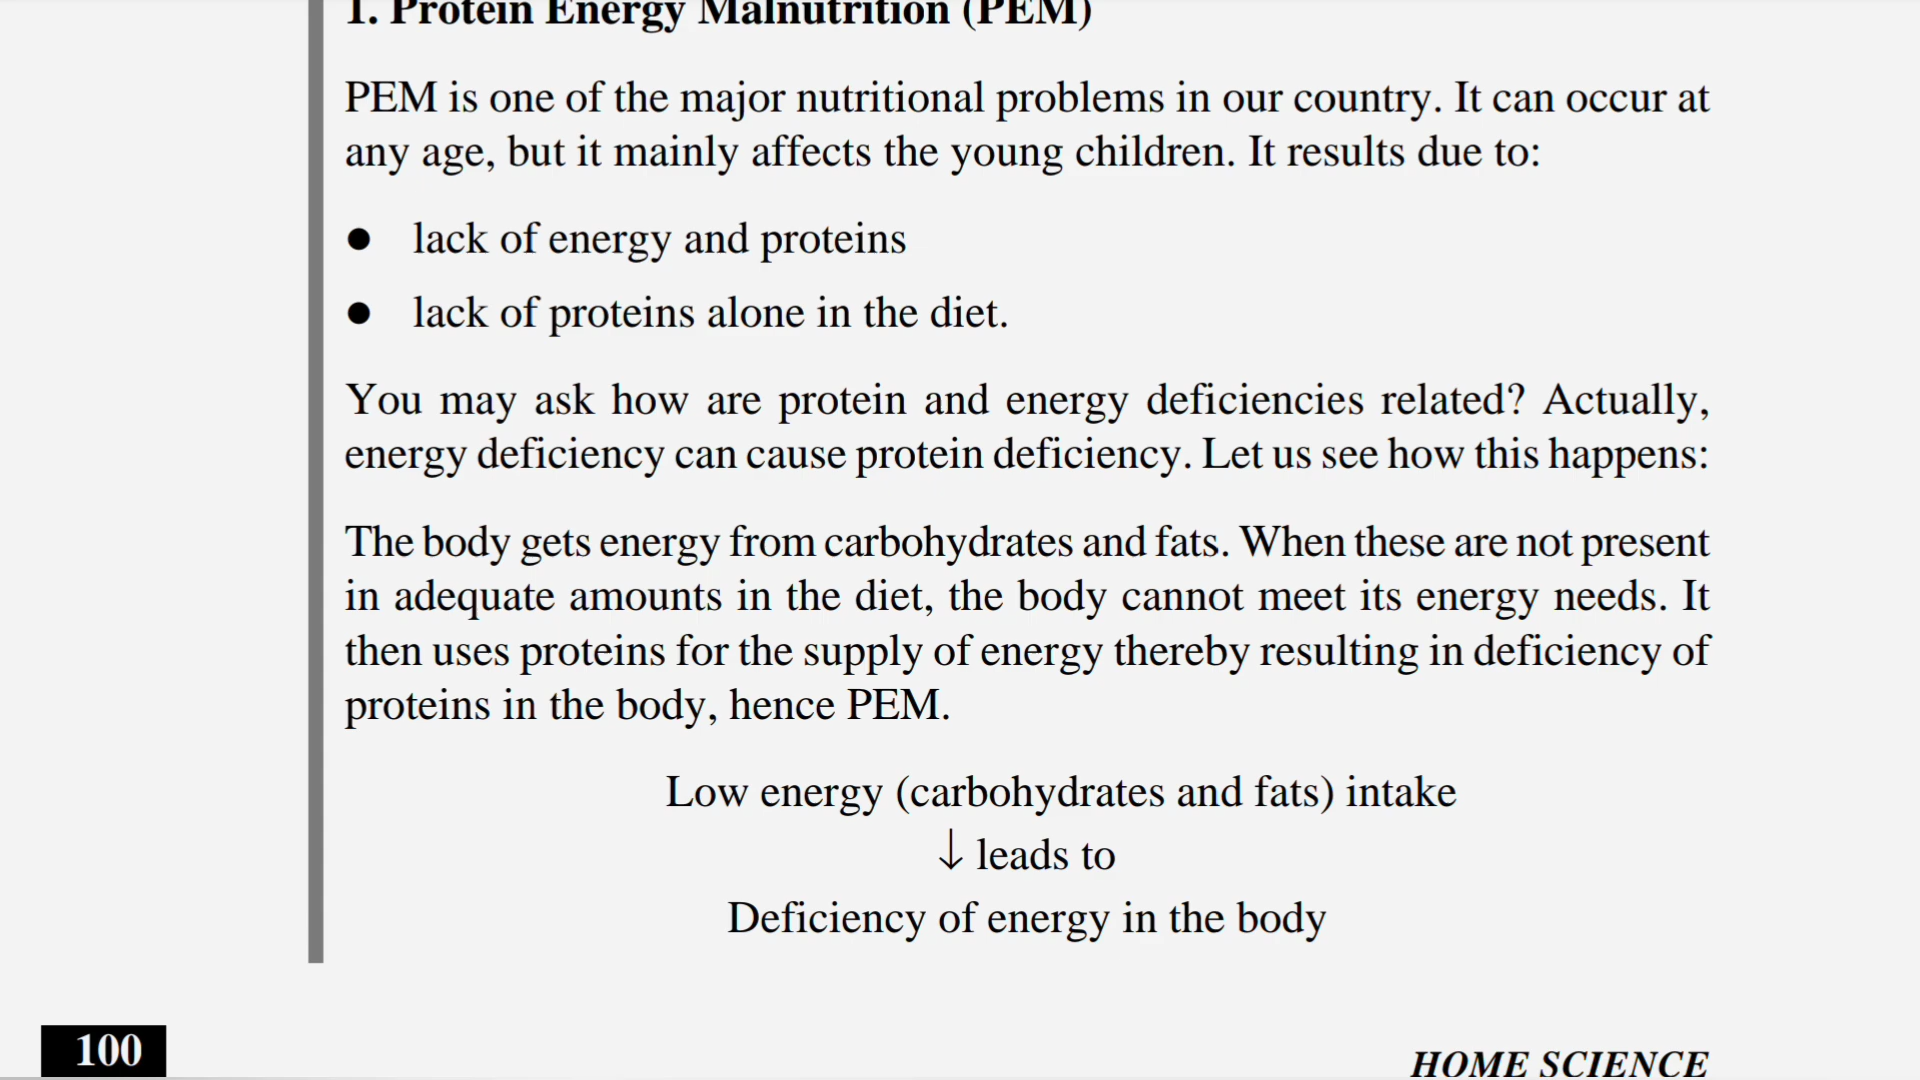 1. Protein Energy Malnutrition (PEM)
PEM is one of the major nutritional problems in our country. It can occur at
any age, but it mainly affects the young children. It results due to:
● lack of energy and proteins
● lack of proteins alone in the diet.
You may ask how are protein and energy deficiencies related? Actually,
energy deficiency can cause protein deficiency. Let us see how this happens:
The body gets energy from carbohydrates and fats. When these are not present
in adequate amounts in the diet, the body cannot meet its energy needs. It
then uses proteins for the supply of energy thereby resulting in deficiency of
proteins in the body, hence PEM.
Low energy (carbohydrates and fats) intake
↓ leads to
Deficiency of energy in the body
100
HOME SCIENCE